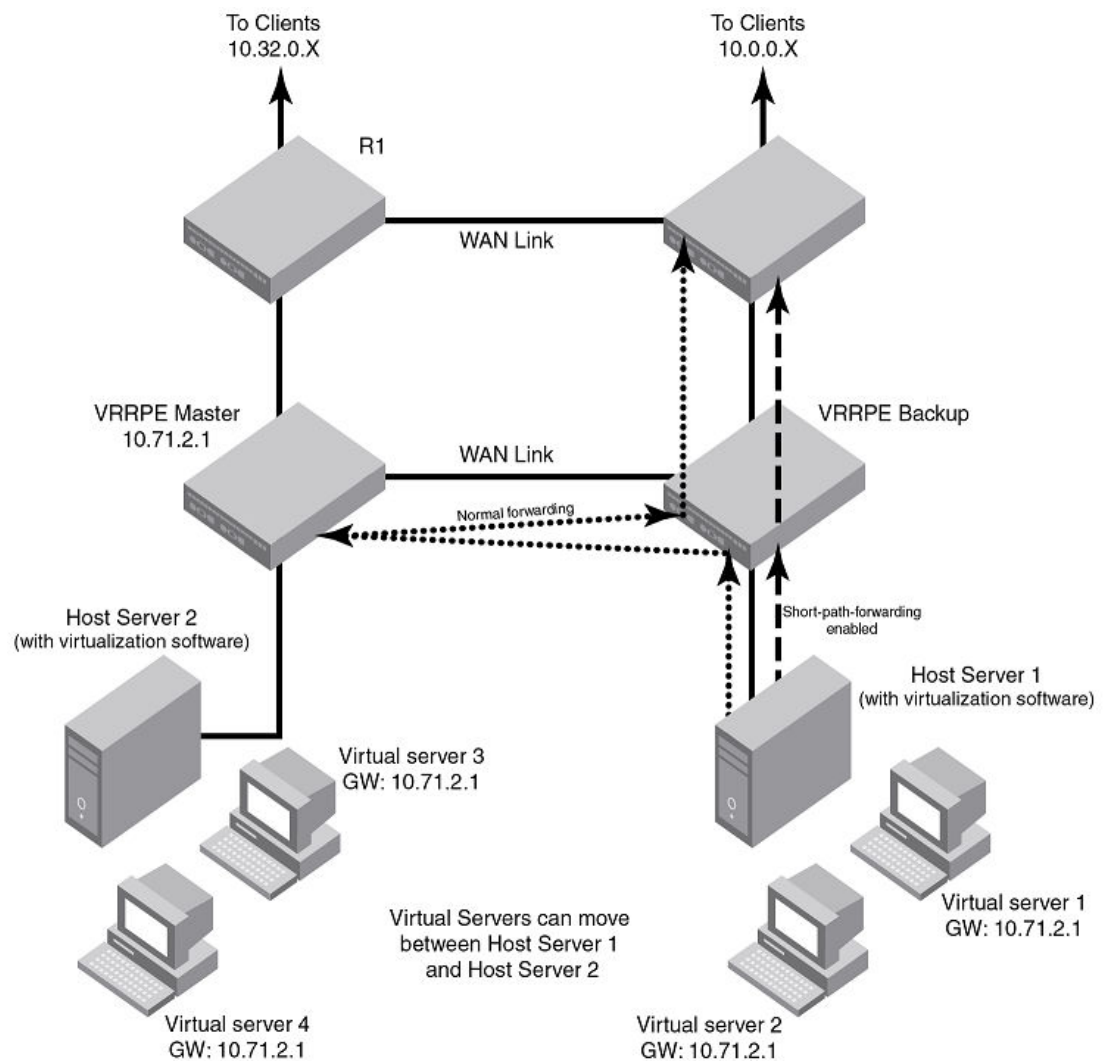 To Clients
10.32.0.X
To Clients
10.0.0.X
R1
WAN Link
VRRPE Master
10.71.2.1
WAN Link
VRRPE Backup
Normal forwarding
Host Server 2
(with virtualization software)
Short-path-forwarding
enabled
Host Server 1
(with virtualization software)
Virtual server 3
GW: 10.71.2.1
Virtual server 1
GW: 10.71.2.1
Virtual Servers can move
between Host Server 1
and Host Server 2
Virtual server 4
GW: 10.71.2.1
Virtual server 2
GW: 10.71.2.1